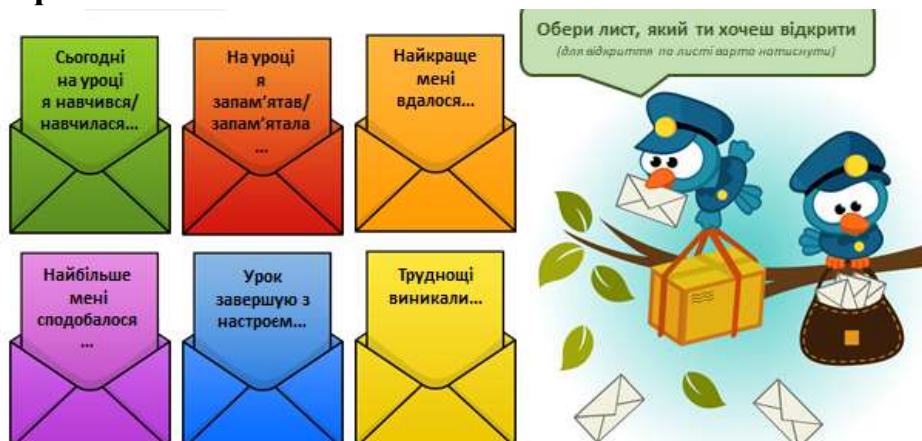 Сьогодні
на уроці
я навчився/
навчилася...
На уроці
я
запам'ятав/
запам'ятала
...
Найкраще
мені
вдалося...
Обери лист, який ти хочеш відкрити
(для відкриття по листі варто натиснути)
Найбільше
мені
сподобалося
...
Урок
завершую з
настроєм...
Труднощі
виникали...